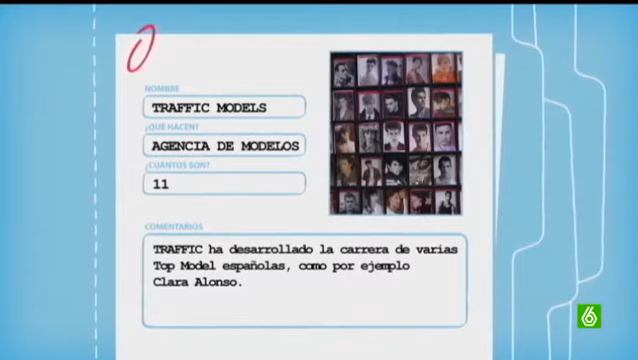 NOMBRE
TRAFFIC MODELS
¿QUÉ HACEN?
AGENCIA DE MODELOS
¿CUÁNTOS SON?
11
COMENTARIOS
TRAFFIC ha desarrollado la carrera de varias
Top Model españolas, como por ejemplo
Clara Alonso.
6